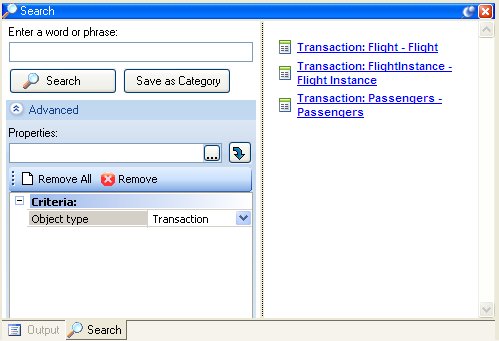 Search
Enter a word or phrase:
Search
Save as Category
Advanced
Properties:
...
Remove All
Remove
Criteria:
Object type
Transaction
Transaction: Flight - Flight
Transaction: FlightInstance -
Flight Instance
Transaction: Passengers -
Passengers
Output
Search